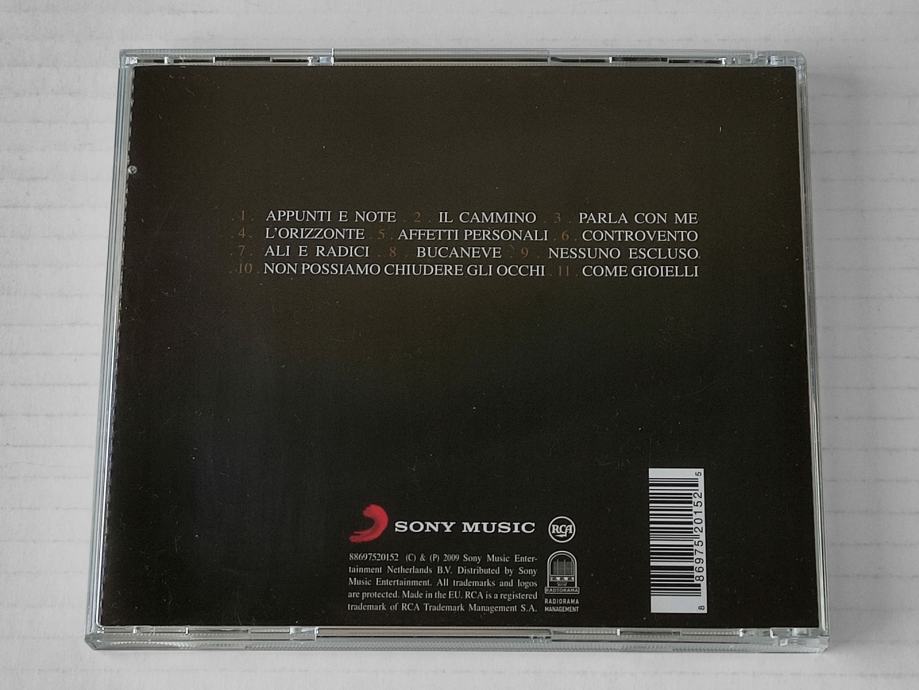 . 1 . APPUNTI E NOTE . 2 . IL CAMMINO . 3 . PARLA CON ME
. 4 . L'ORIZZONTE . 5 . AFFETTI PERSONALI . 6 . CONTROVENTO
. 7 . ALI E RADICI . 8 . BUCANEVE . 9 . NESSUNO ESCLUSO
. 10 . NON POSSIAMO CHIUDERE GLI OCCHI . 11 . COME GIOIELLI
SONY MUSIC RCA
88697520152 (C) & (P) 2009 Sony Music Enter-
tainment Netherlands B.V. Distributed by Sony
Music Entertainment. All trademarks and logos
are protected. Made in the EU. RCA is a registered
trademark of RCA Trademark Management S.A.
RADIORAMA
RADIORAMA
MANAGEMENT
8 86975 20152 5